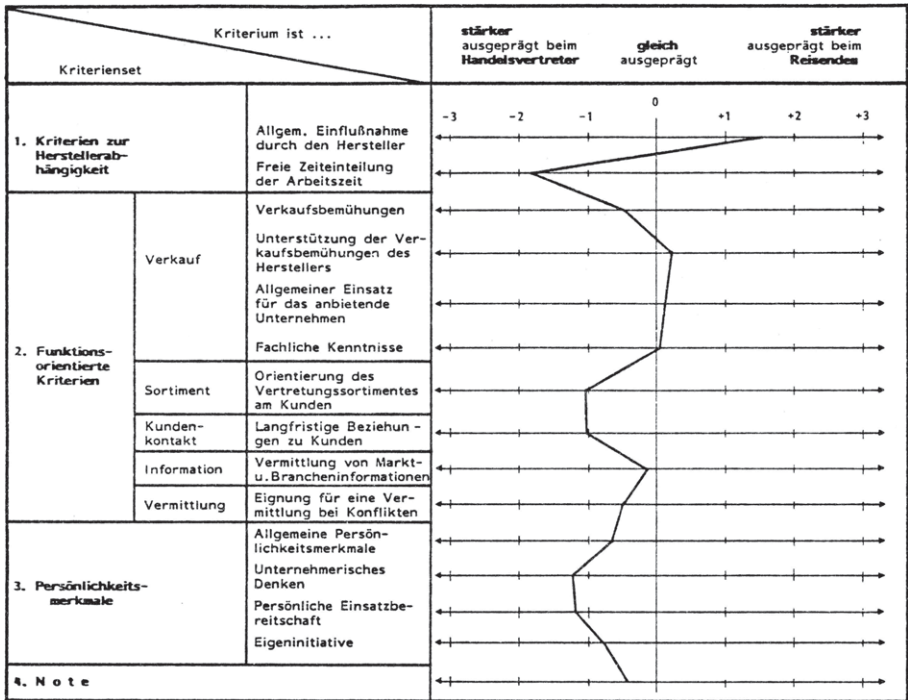 Kriterium ist ...
Kriterienset
stärker
ausgeprägt beim
Handelsvertreter
gleich
ausgeprägt
stärker
ausgeprägt beim
Reisenden
-3 -2 -1 0 +1 +2 +3
1. Kriterien zur
Herstellerab-
hängigkeit
Allgem. Einflußnahme
durch den Hersteller
Freie Zeiteinteilung
der Arbeitszeit
2. Funktions-
orientierte
Kriterien
Verkauf
Verkaufsbemühungen
Unterstützung der Ver-
kaufsbemühungen des
Herstellers
Allgemeiner Einsatz
für das anbietende
Unternehmen
Fachliche Kenntnisse
Sortiment
Orientierung des
Vertretungssortimentes
am Kunden
Kunden-
kontakt
Langfristige Beziehun-
gen zu Kunden
Information
Vermittlung von Markt-
u.Brancheninformationen
Vermittlung
Eignung für eine Ver-
mittlung bei Konflikten
3. Persönlichkeits-
merkmale
Allgemeine Persön-
lichkeitsmerkmale
Unternehmerisches
Denken
Persönliche Einsatzbe-
reitschaft
Eigeninitiative
4. Note